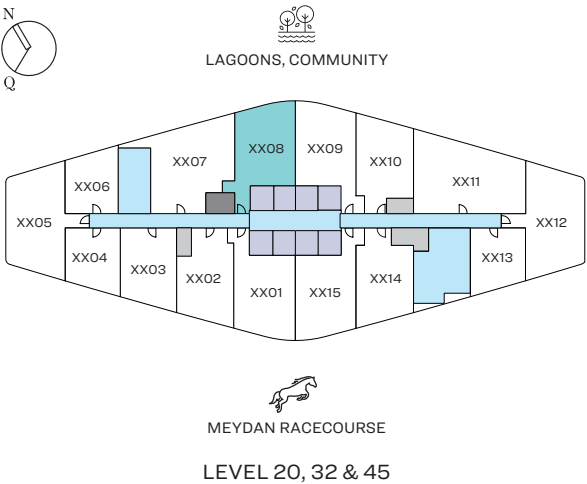 N
Q
LAGOONS, COMMUNITY
XX08
XX09
XX07
XX10
XX06
XX11
XX05
XX12
XX04
XX03
XX02
XX01
XX15
XX14
XX13
MEYDAN RACECOURSE
LEVEL 20, 32 & 45